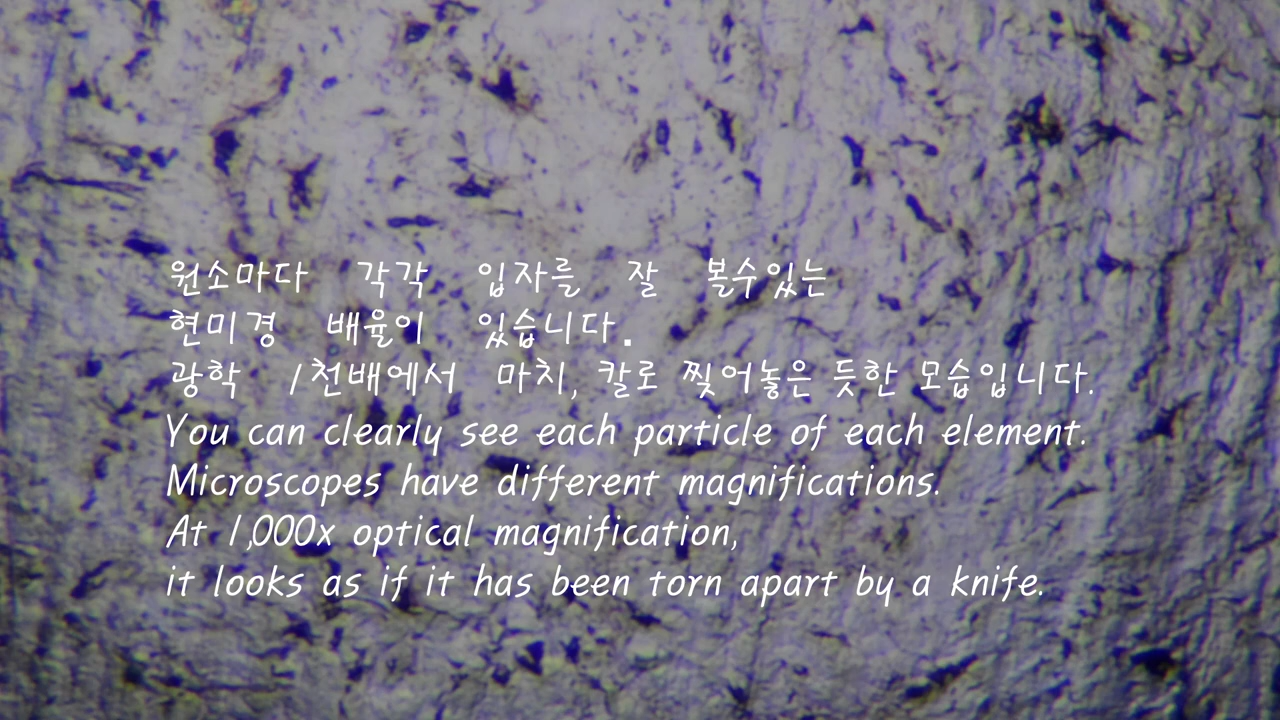 원소마다 각각 입자를 잘 볼수있는
현미경 배율이 있습니다.
광학 1천배에서 마치, 칼로 찢어놓은 듯한 모습입니다.
You can clearly see each particle of each element.
Microscopes have different magnifications.
At 1,000x optical magnification,
it looks as if it has been torn apart by a knife.